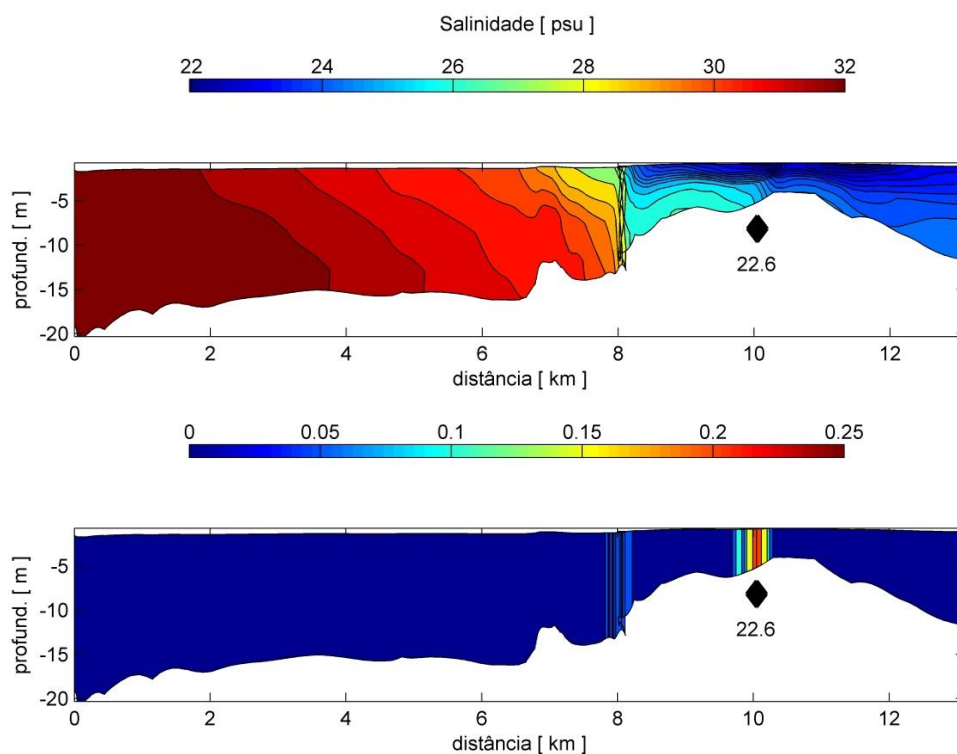 Salinidade [ psu ]
22 24 26 28 30 32
profund. [ m ]
-5
-10
-15
-20
22.6
0 2 4 6 8 10 12
distância [ km ]
0 0.05 0.1 0.15 0.2 0.25
profund. [ m ]
-5
-10
-15
-20
22.6
0 2 4 6 8 10 12
distância [ km ]